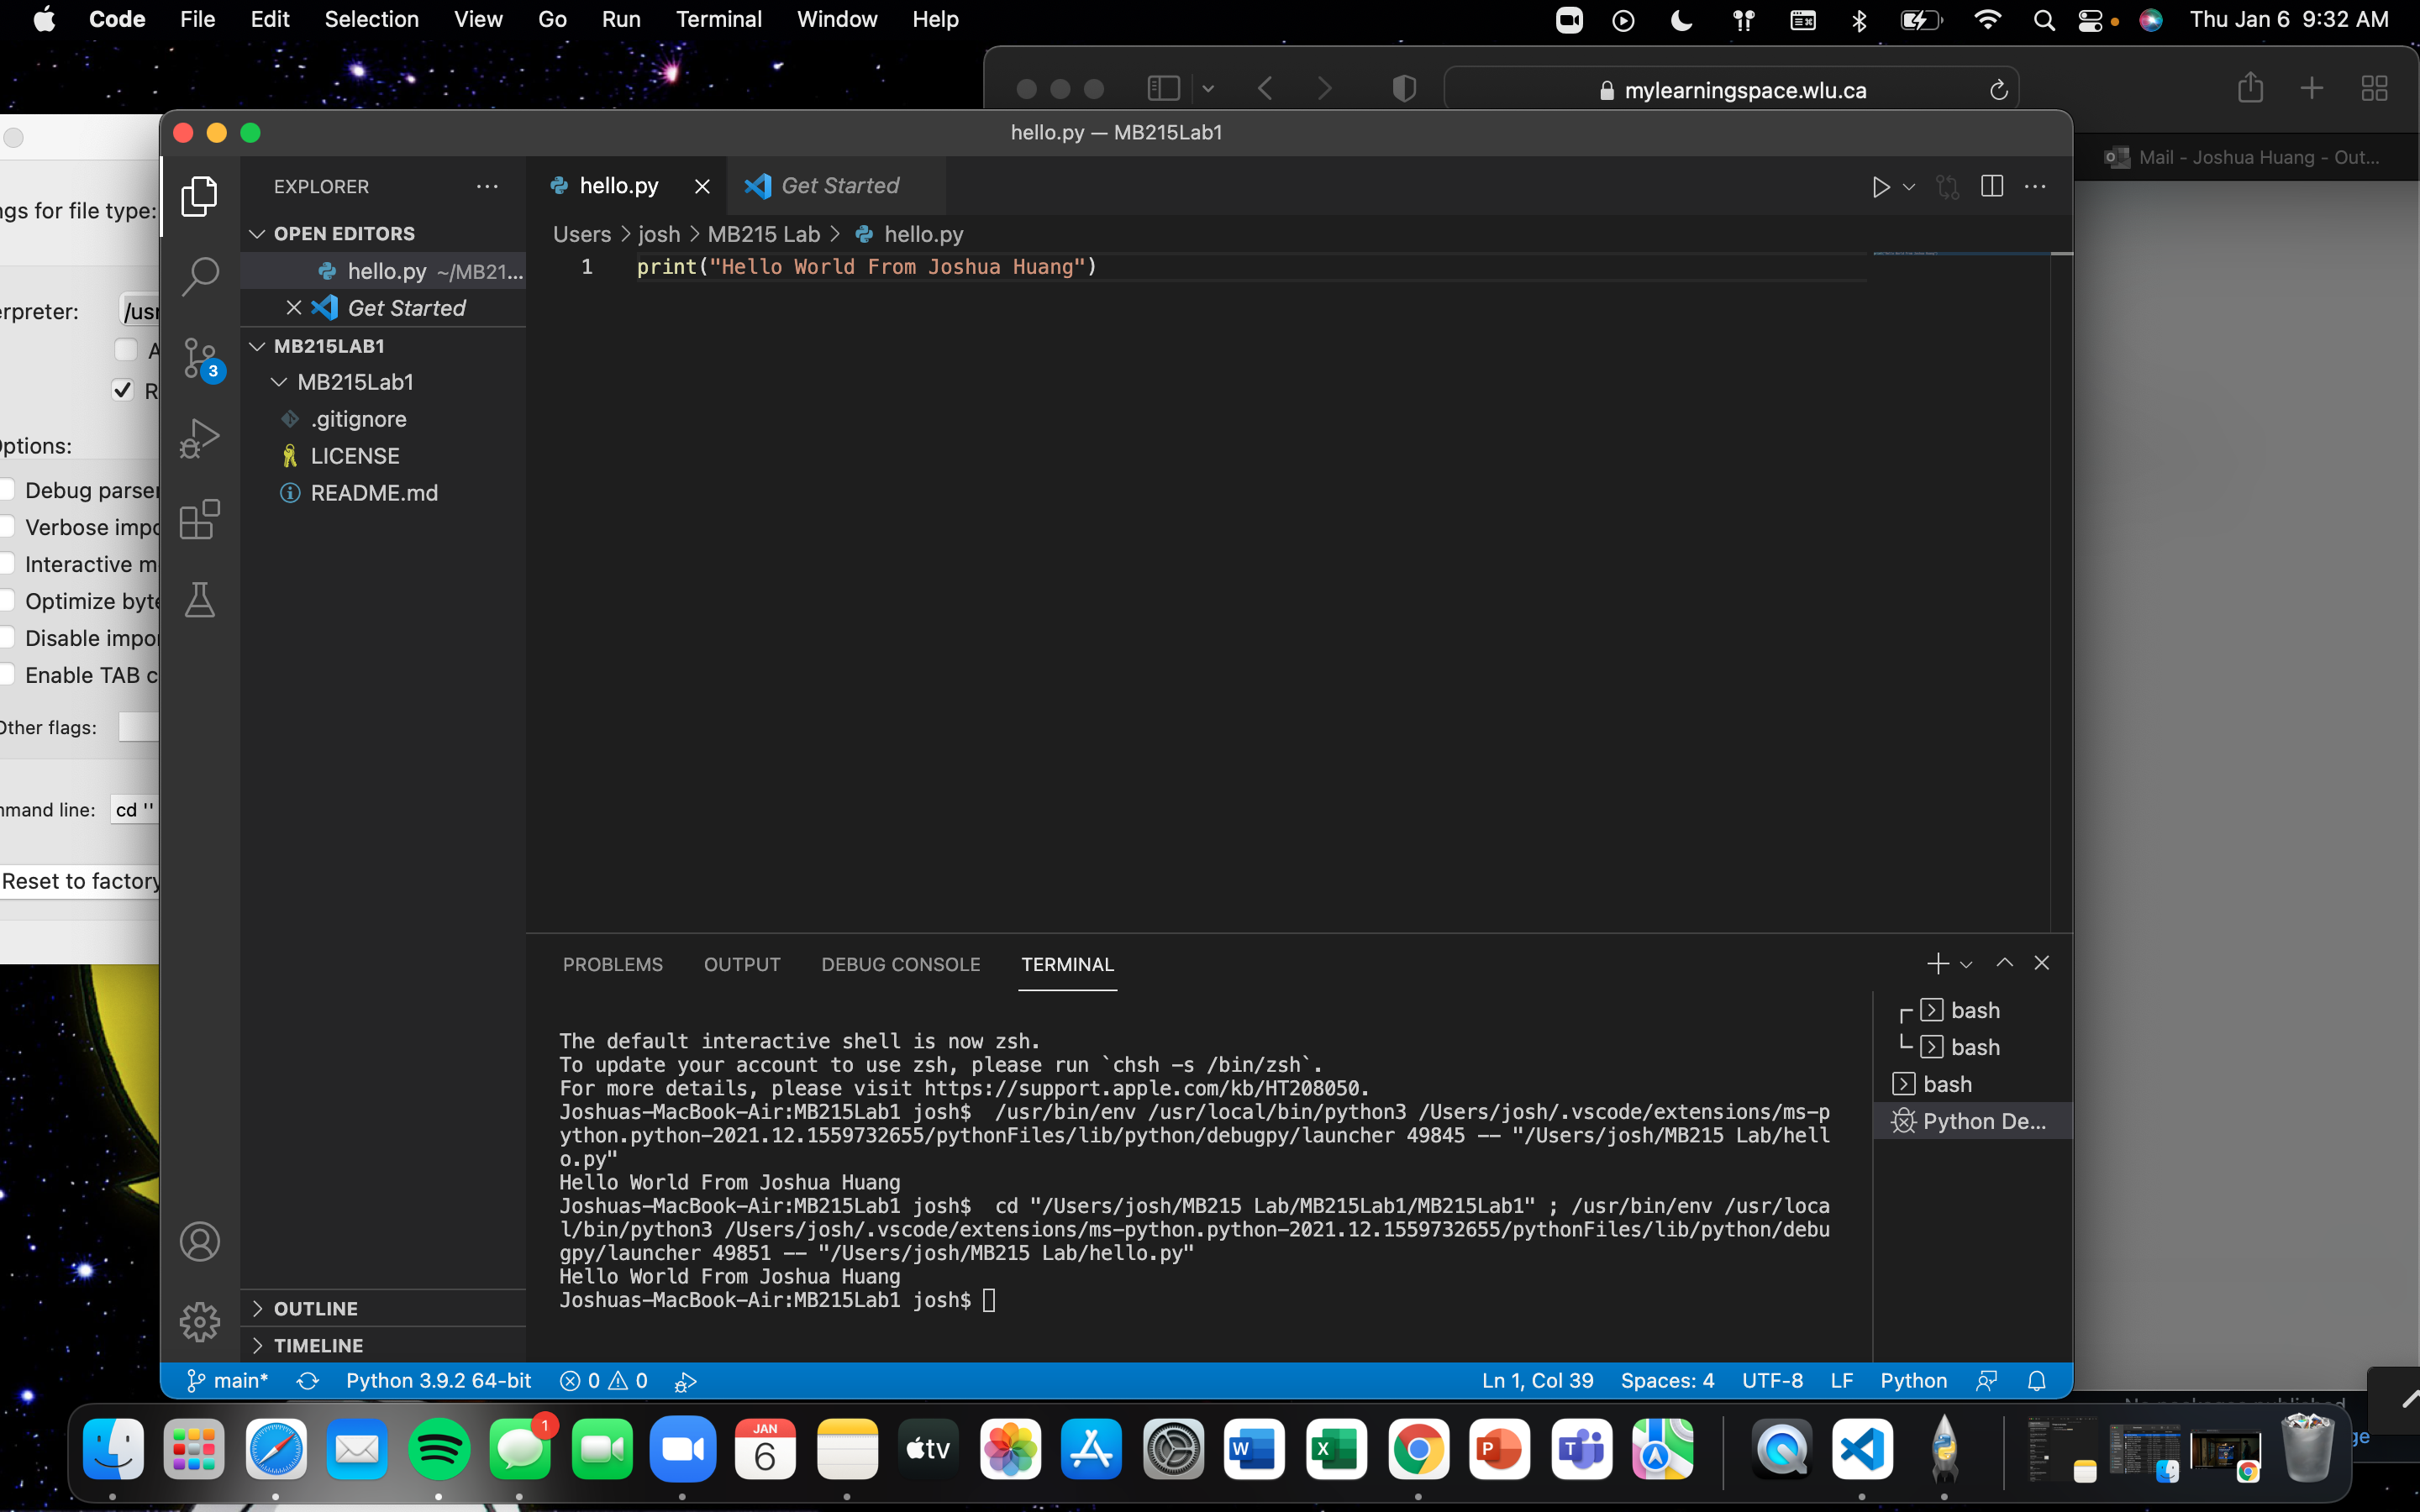 Code File Edit Selection View Go Run Terminal Window Help
Thu Jan 6 9:32 AM
mylearningspace.wlu.ca
Mail - Joshua Huang - Out...
hello.py — MB215Lab1
ngs for file type:
erpreter: /usr
A
R
Options:
Debug parser
Verbose impo
Interactive m
Optimize byte
Disable impor
Enable TAB c
Other flags:
mmand line: cd ''
Reset to factory
EXPLORER
OPEN EDITORS
hello.py ~/MB21...
Get Started
MB215LAB1
MB215Lab1
.gitignore
LICENSE
README.md
3
OUTLINE
TIMELINE
hello.py Get Started
Users > josh > MB215 Lab > hello.py
1 print("Hello World From Joshua Huang")
PROBLEMS OUTPUT DEBUG CONSOLE TERMINAL
The default interactive shell is now zsh.
To update your account to use zsh, please run `chsh -s /bin/zsh`.
For more details, please visit https://support.apple.com/kb/HT208050.
Joshuas-MacBook-Air:MB215Lab1 josh$  /usr/bin/env /usr/local/bin/python3 /Users/josh/.vscode/extensions/ms-p
ython.python-2021.12.1559732655/pythonFiles/lib/python/debugpy/launcher 49845 -- "/Users/josh/MB215 Lab/hell
o.py"
Hello World From Joshua Huang
Joshuas-MacBook-Air:MB215Lab1 josh$  cd "/Users/josh/MB215 Lab/MB215Lab1/MB215Lab1" ; /usr/bin/env /usr/loca
l/bin/python3 /Users/josh/.vscode/extensions/ms-python.python-2021.12.1559732655/pythonFiles/lib/python/debu
gpy/launcher 49851 -- "/Users/josh/MB215 Lab/hello.py"
Hello World From Joshua Huang
Joshuas-MacBook-Air:MB215Lab1 josh$
bash
bash
bash
Python De...
main* Python 3.9.2 64-bit 0 0 Ln 1, Col 39 Spaces: 4 UTF-8 LF Python
1
JAN
6
tv
W
X
P
T
ge